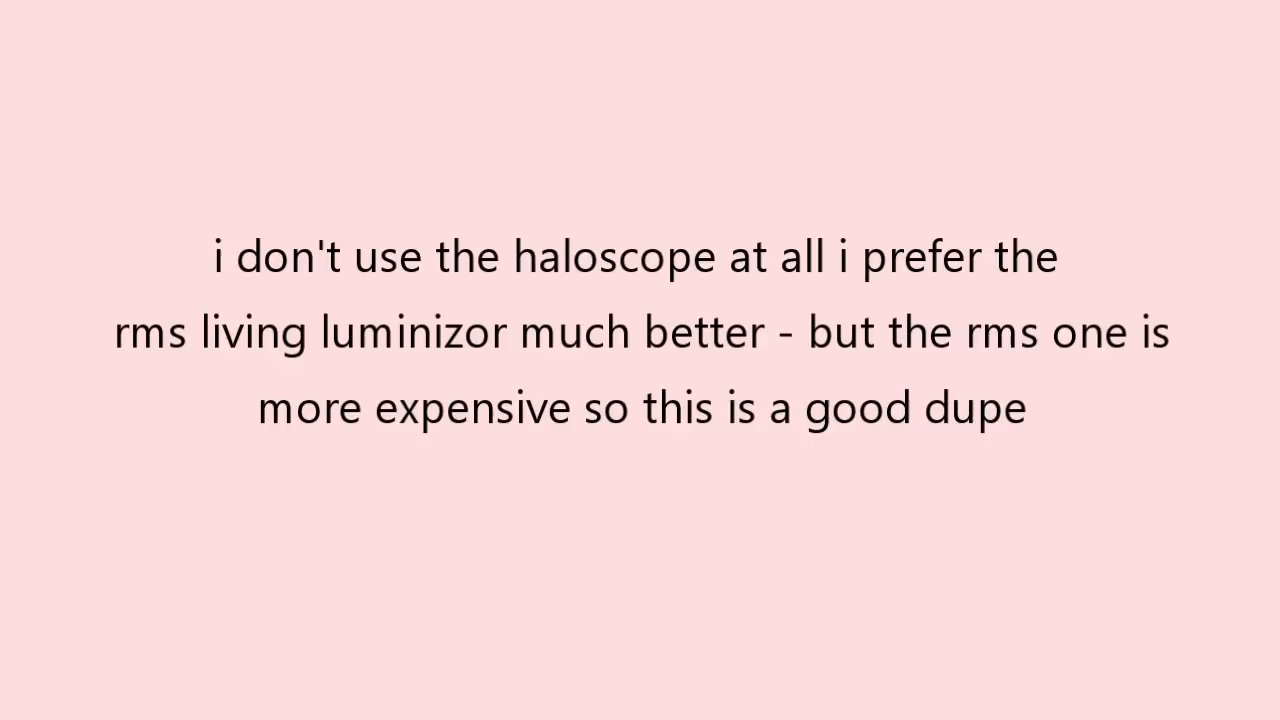 i don't use the haloscope at all i prefer the
rms living luminizor much better - but the rms one is
more expensive so this is a good dupe